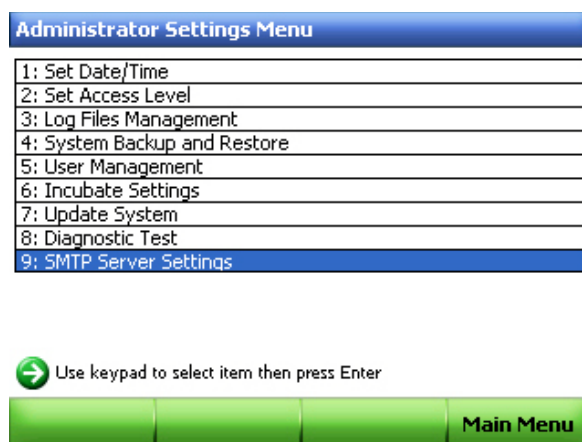 Administrator Settings Menu
1: Set Date/Time
2: Set Access Level
3: Log Files Management
4: System Backup and Restore
5: User Management
6: Incubate Settings
7: Update System
8: Diagnostic Test
9: SMTP Server Settings
Use keypad to select item then press Enter
Main Menu